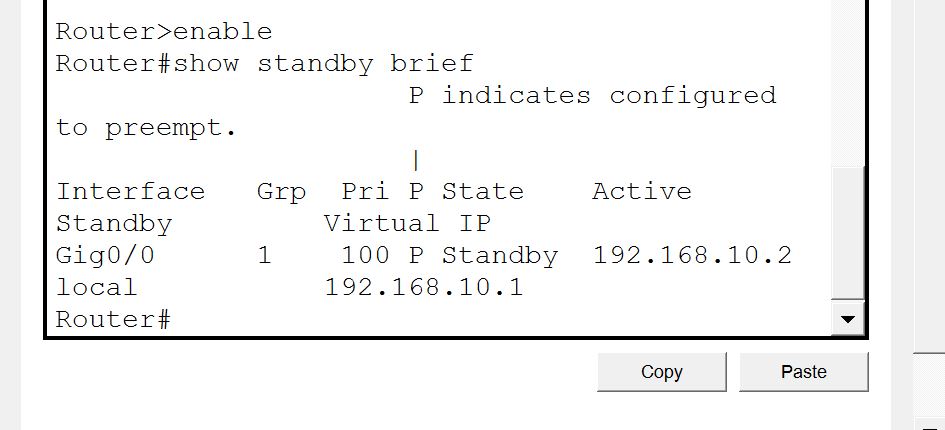 Router>enable
Router#show standby brief
P indicates configured
to preempt.
|
Interface Grp Pri P State Active
Standby Virtual IP
Gig0/0 1 100 P Standby 192.168.10.2
local 192.168.10.1
Router#
Copy Paste